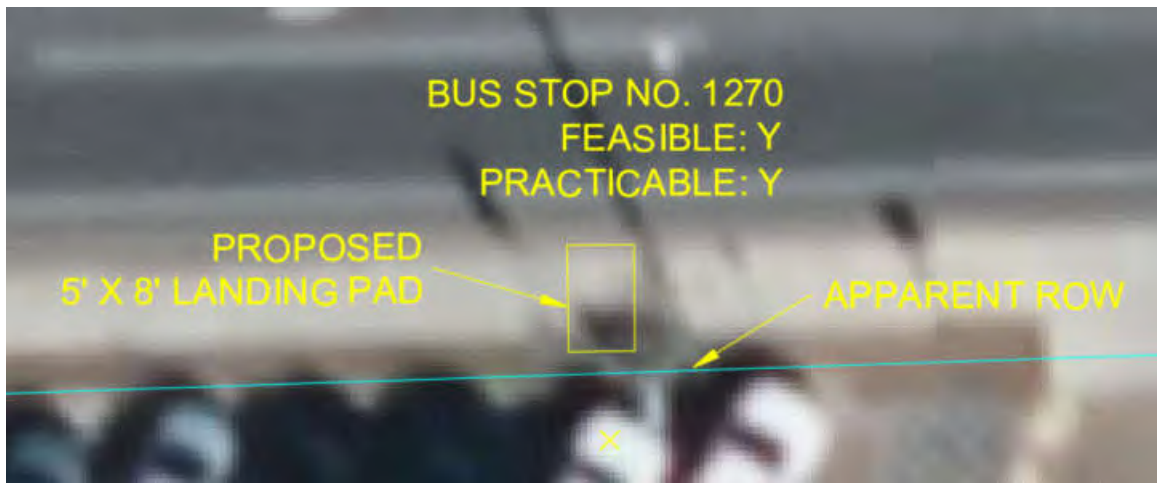 BUS STOP NO. 1270
FEASIBLE: Y
PRACTICABLE: Y
PROPOSED
5' X 8' LANDING PAD
APPARENT ROW